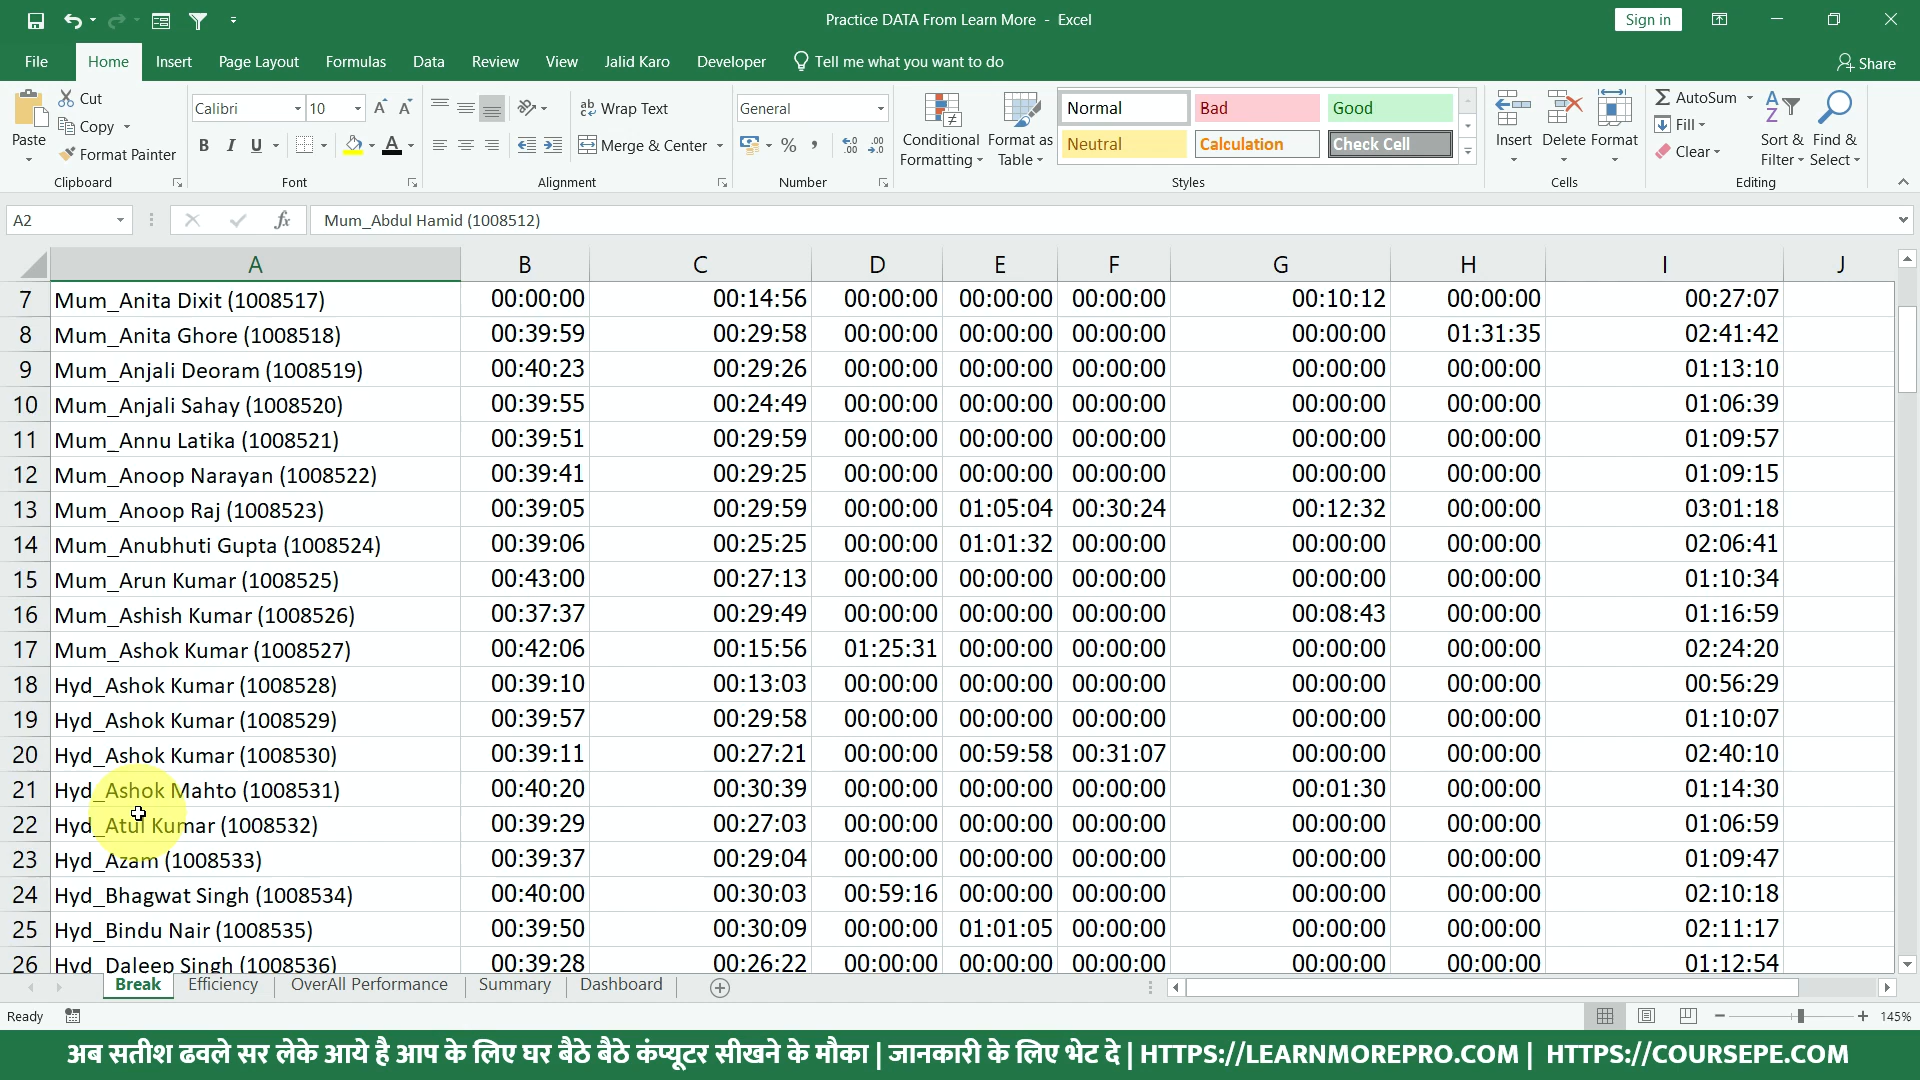 Practice DATA From Learn More - Excel
Sign in
File Home Insert Page Layout Formulas Data Review View Jalid Karo Developer Tell me what you want to do Share
Paste Cut Copy Format Painter Clipboard
Calibri 10 B I U A Font
Wrap Text Merge & Center Alignment
General % Number
Conditional Formatting Format as Table
Normal Bad Good
Neutral Calculation Check Cell
Styles
Insert Delete Format Cells
AutoSum Fill Clear Sort & Filter Find & Select Editing
A2 fx Mum_Abdul Hamid (1008512)
A B C D E F G H I J
7 Mum_Anita Dixit (1008517) 00:00:00 00:14:56 00:00:00 00:00:00 00:00:00 00:10:12 00:00:00 00:27:07
8 Mum_Anita Ghore (1008518) 00:39:59 00:29:58 00:00:00 00:00:00 00:00:00 00:00:00 01:31:35 02:41:42
9 Mum_Anjali Deoram (1008519) 00:40:23 00:29:26 00:00:00 00:00:00 00:00:00 00:00:00 00:00:00 01:13:10
10 Mum_Anjali Sahay (1008520) 00:39:55 00:24:49 00:00:00 00:00:00 00:00:00 00:00:00 00:00:00 01:06:39
11 Mum_Annu Latika (1008521) 00:39:51 00:29:59 00:00:00 00:00:00 00:00:00 00:00:00 00:00:00 01:09:57
12 Mum_Anoop Narayan (1008522) 00:39:41 00:29:25 00:00:00 00:00:00 00:00:00 00:00:00 00:00:00 01:09:15
13 Mum_Anoop Raj (1008523) 00:39:05 00:29:59 00:00:00 01:05:04 00:30:24 00:12:32 00:00:00 03:01:18
14 Mum_Anubhuti Gupta (1008524) 00:39:06 00:25:25 00:00:00 01:01:32 00:00:00 00:00:00 00:00:00 02:06:41
15 Mum_Arun Kumar (1008525) 00:43:00 00:27:13 00:00:00 00:00:00 00:00:00 00:00:00 00:00:00 01:10:34
16 Mum_Ashish Kumar (1008526) 00:37:37 00:29:49 00:00:00 00:00:00 00:00:00 00:08:43 00:00:00 01:16:59
17 Mum_Ashok Kumar (1008527) 00:42:06 00:15:56 01:25:31 00:00:00 00:00:00 00:00:00 00:00:00 02:24:20
18 Hyd_Ashok Kumar (1008528) 00:39:10 00:13:03 00:00:00 00:00:00 00:00:00 00:00:00 00:00:00 00:56:29
19 Hyd_Ashok Kumar (1008529) 00:39:57 00:29:58 00:00:00 00:00:00 00:00:00 00:00:00 00:00:00 01:10:07
20 Hyd_Ashok Kumar (1008530) 00:39:11 00:27:21 00:00:00 00:59:58 00:31:07 00:00:00 00:00:00 02:40:10
21 Hyd_Ashok Mahto (1008531) 00:40:20 00:30:39 00:00:00 00:00:00 00:00:00 00:01:30 00:00:00 01:14:30
22 Hyd_Atul Kumar (1008532) 00:39:29 00:27:03 00:00:00 00:00:00 00:00:00 00:00:00 00:00:00 01:06:59
23 Hyd_Azam (1008533) 00:39:37 00:29:04 00:00:00 00:00:00 00:00:00 00:00:00 00:00:00 01:09:47
24 Hyd_Bhagwat Singh (1008534) 00:40:00 00:30:03 00:59:16 00:00:00 00:00:00 00:00:00 00:00:00 02:10:18
25 Hyd_Bindu Nair (1008535) 00:39:50 00:30:09 00:00:00 01:01:05 00:00:00 00:00:00 00:00:00 02:11:17
26 Hyd_Daleep Singh (1008536) 00:39:28 00:26:22 00:00:00 00:00:00 00:00:00 00:00:00 00:00:00 01:12:54
Break Efficiency OverAll Performance Summary Dashboard
Ready 145%
अब सतीश ढवले सर लेके आये है आप के लिए घर बैठे बैठे कंप्यूटर सीखने के मौका | जानकारी के लिए भेट दे | HTTPS://LEARNMOREPRO.COM | HTTPS://COURSEPE.COM